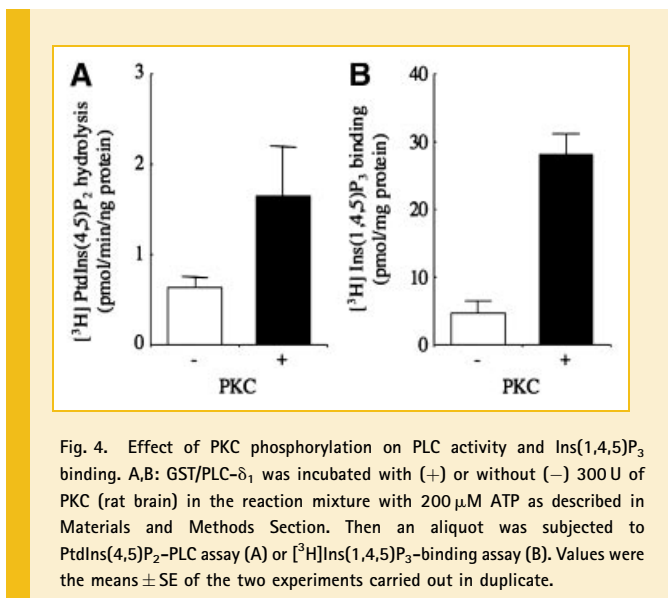 A
3
2
1
0
[³H] PtdIns(4,5)P₂ hydrolysis
(pmol/min/ng protein)
-
+
PKC
B
40
30
20
10
0
[³H] Ins(1,4,5)P₃ binding
(pmol/mg protein)
-
+
PKC
Fig. 4. Effect of PKC phosphorylation on PLC activity and Ins(1,4,5)P₃
binding. A,B: GST/PLC-δ₁ was incubated with (+) or without (−) 300 U of
PKC (rat brain) in the reaction mixture with 200 μM ATP as described in
Materials and Methods Section. Then an aliquot was subjected to
PtdIns(4,5)P₂-PLC assay (A) or [³H]Ins(1,4,5)P₃-binding assay (B). Values were
the means ± SE of the two experiments carried out in duplicate.